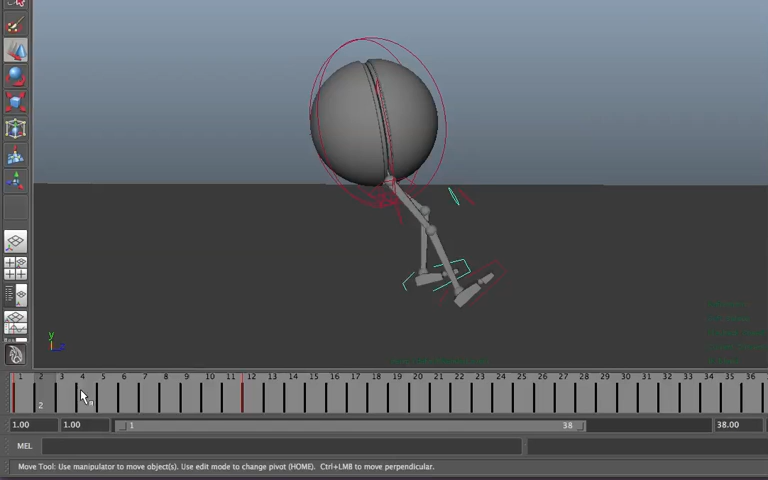 y
z
1 2 3 4 5 6 7 8 9 10 11 12 13 14 15 16 17 18 19 20 21 22 23 24 25 26 27 28 29 30 31 32 33 34 35 36
2
1.00 1.00 1 38 38.00
MEL
Move Tool: Use manipulator to move object(s). Use edit mode to change pivot (HOME). Ctrl+LMB to move perpendicular.